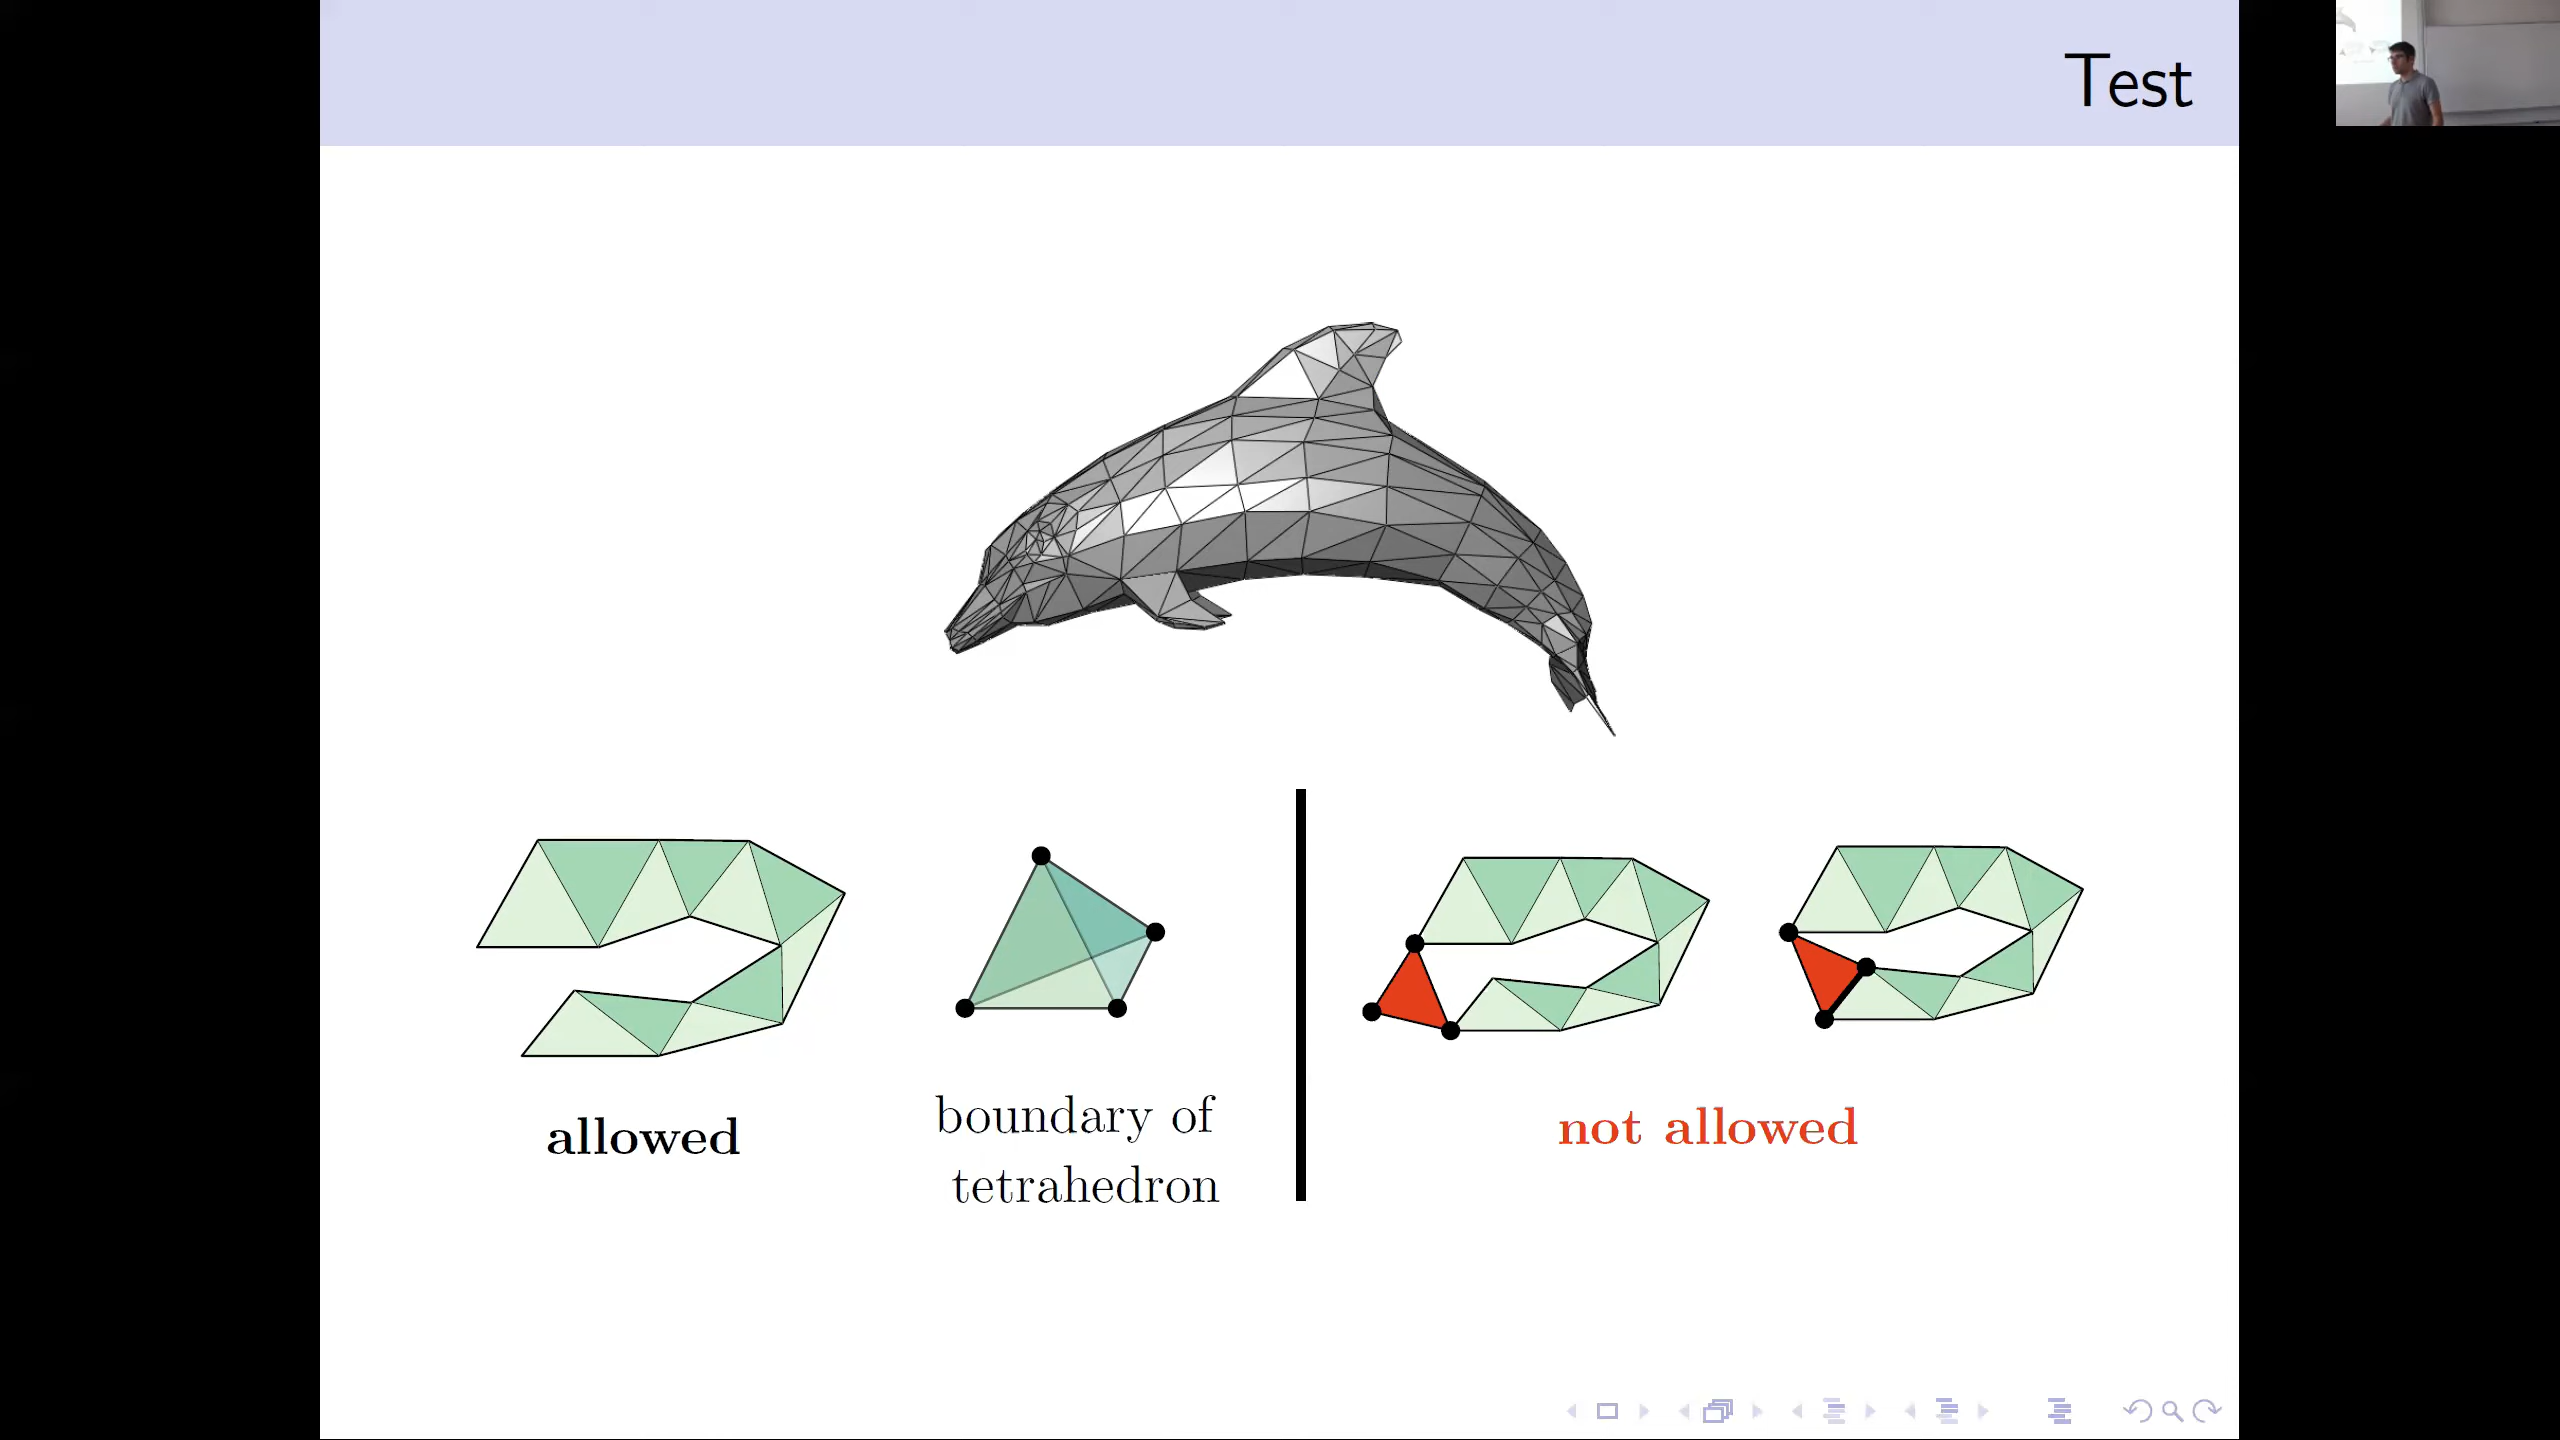 Test
allowed
boundary of
tetrahedron
not allowed